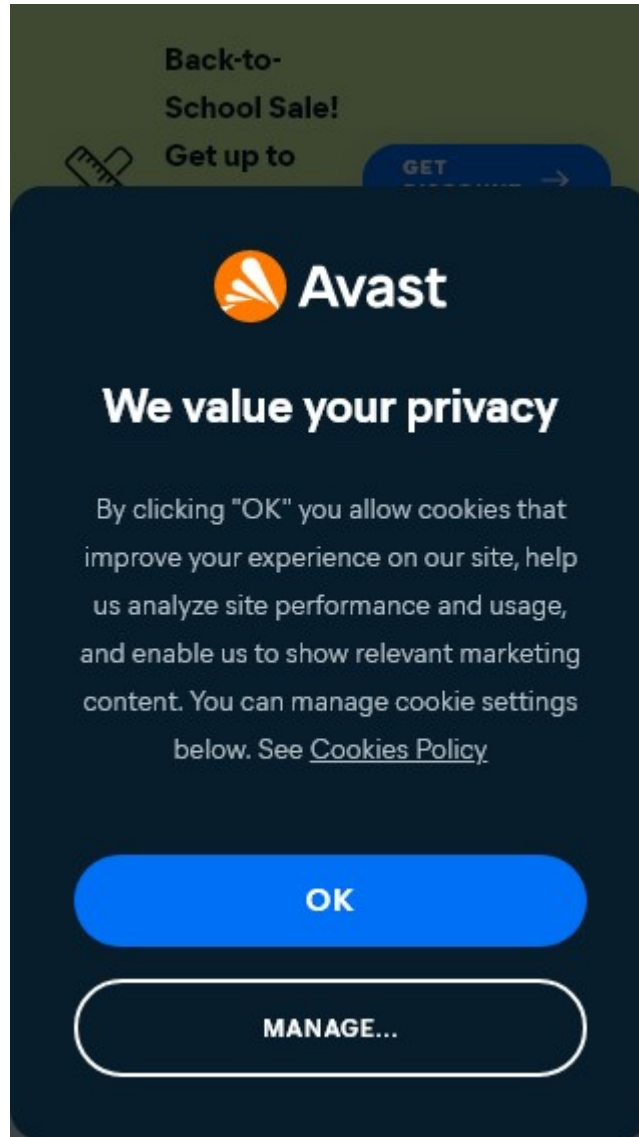 Back-to-
School Sale!
Get up to
GET
DISCOUNT
Avast
We value your privacy
By clicking "OK" you allow cookies that
improve your experience on our site, help
us analyze site performance and usage,
and enable us to show relevant marketing
content. You can manage cookie settings
below. See Cookies Policy
OK
MANAGE...